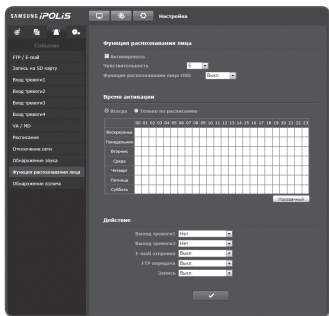 SAMSUNG iPOLiS
Настройка
События
FTP / E-mail
Запись на SD карту
Вход тревоги1
Вход тревоги2
Вход тревоги3
Вход тревоги4
VA / MD
Расписание
Отключение сети
Обнаружение звука
Функция распознавания лица
Обнаружение взлома
Функция распознавания лица
Активировать
Чувствительность 5
Функция распознавания лица OSD Выкл
Время активации
Всегда Только по расписанию
00 01 02 03 04 05 06 07 08 09 10 11 12 13 14 15 16 17 18 19 20 21 22 23
Воскресенье
Понедельник
Вторник
Среда
Четверг
Пятница
Суббота
Прозрачный
Действие
Выход тревоги1 Нет
Выход тревоги2 Нет
E-mail отправка Выкл
FTP передача Выкл
Запись Выкл